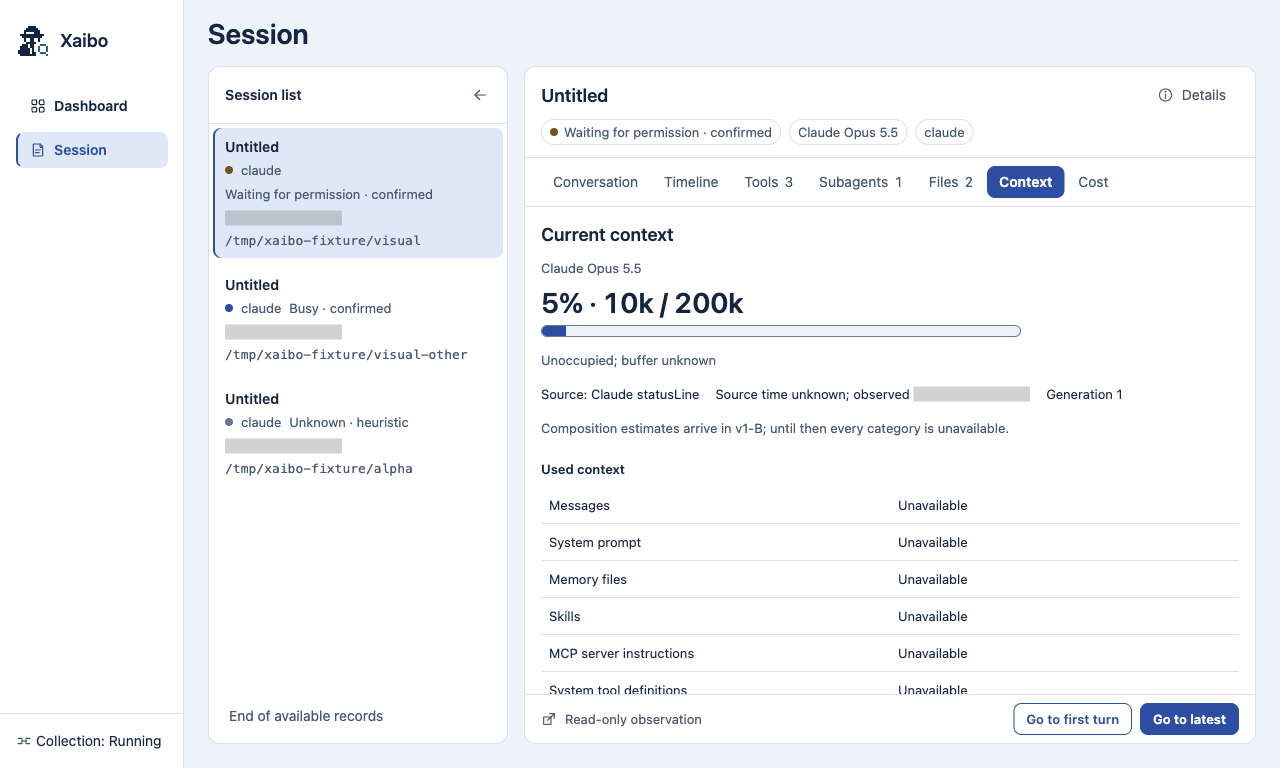 Xaibo
Dashboard
Session
Collection: Running
Session
Session list
Untitled
claude
Waiting for permission · confirmed
/tmp/xaibo-fixture/visual
Untitled
claude Busy · confirmed
/tmp/xaibo-fixture/visual-other
Untitled
claude Unknown · heuristic
/tmp/xaibo-fixture/alpha
End of available records
Untitled
Details
Waiting for permission · confirmed
Claude Opus 5.5
claude
Conversation Timeline Tools 3 Subagents 1 Files 2 Context Cost
Current context
Claude Opus 5.5
5% · 10k / 200k
Unoccupied; buffer unknown
Source: Claude statusLine Source time unknown; observed Generation 1
Composition estimates arrive in v1-B; until then every category is unavailable.
Used context
Messages Unavailable
System prompt Unavailable
Memory files Unavailable
Skills Unavailable
MCP server instructions Unavailable
System tool definitions Unavailable
Read-only observation
Go to first turn
Go to latest